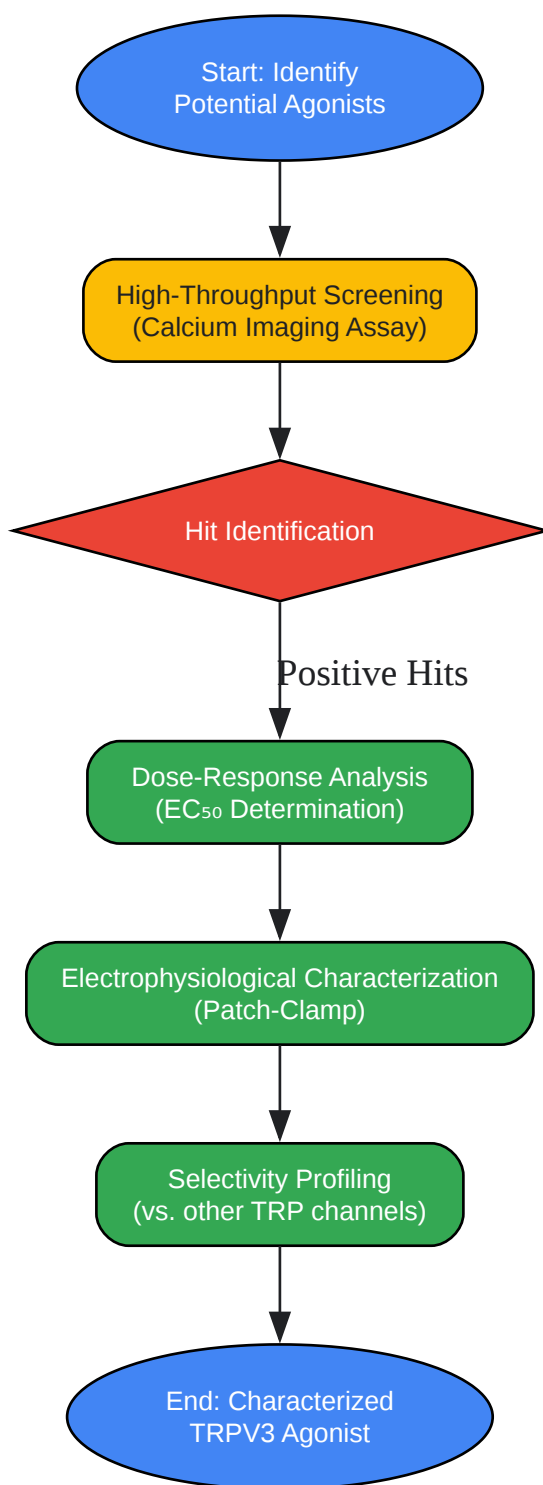 Start: Identify
Potential Agonists
High-Throughput Screening
(Calcium Imaging Assay)
Hit Identification
Positive Hits
Dose-Response Analysis
(EC₅₀ Determination)
Electrophysiological Characterization
(Patch-Clamp)
Selectivity Profiling
(vs. other TRP channels)
End: Characterized
TRPV3 Agonist